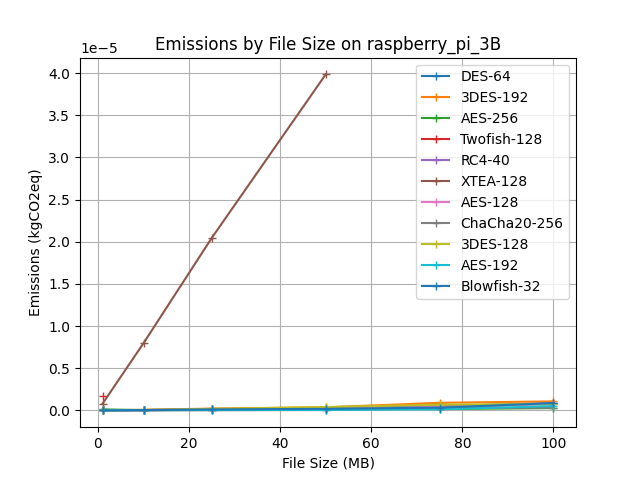 Emissions by File Size on raspberry_pi_3B
1e−5
4.0
3.5
3.0
2.5
2.0
1.5
1.0
0.5
0.0
Emissions (kgCO2eq)
0
20
40
60
80
100
File Size (MB)
DES-64
3DES-192
AES-256
Twofish-128
RC4-40
XTEA-128
AES-128
ChaCha20-256
3DES-128
AES-192
Blowfish-32